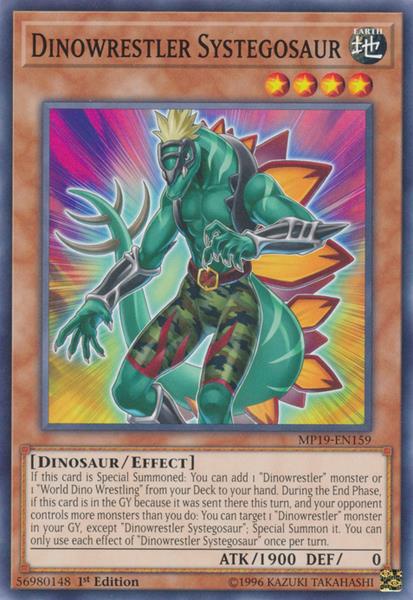 Dinowrestler Systegosaur
EARTH
地
MP19-EN159
[Dinosaur/Effect]
If this card is Special Summoned: You can add 1 "Dinowrestler" monster or
1 "World Dino Wrestling" from your Deck to your hand. During the End Phase,
if this card is in the GY because it was sent there this turn, and your opponent
controls more monsters than you do: You can target 1 "Dinowrestler" monster
in your GY, except "Dinowrestler Systegosaur"; Special Summon it. You can
only use each effect of "Dinowrestler Systegosaur" once per turn.
ATK/1900 DEF/ 0
56980148 1st Edition ©1996 KAZUKI TAKAHASHI